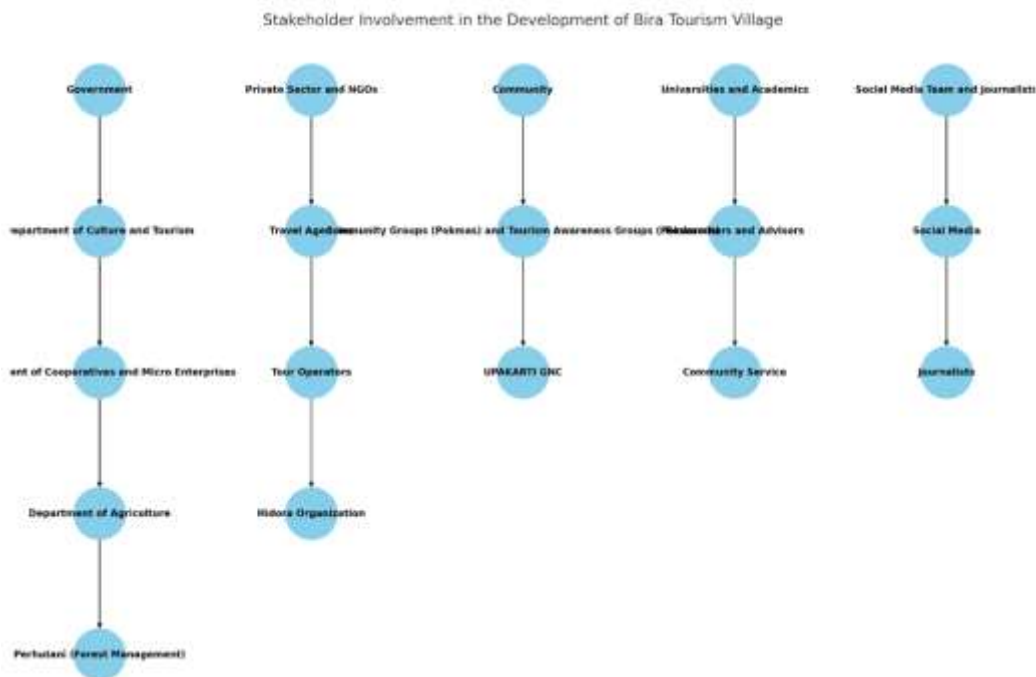 Stakeholder Involvement in the Development of Bira Tourism Village
Government
Private Sector and NGOs
Community
Universities and Academics
Social Media Team and Journalists
epartment of Culture and Tourism
Travel
Community Groups (Pokmas) and Tourism Awareness Groups
and Advisors
Social Media
ent of Cooperatives and Micro Enterprises
Tour Operators
UPAKARTI GNC
Community Service
Journalists
Department of Agriculture
Hidora Organization
Perhutani (Forest Management)